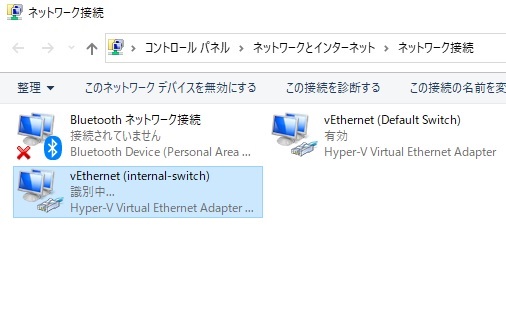 ネットワーク接続
コントロール パネル > ネットワークとインターネット > ネットワーク接続
整理 このネットワーク デバイスを無効にする この接続を診断する この接続の名前を変
Bluetooth ネットワーク接続
接続されていません
Bluetooth Device (Personal Area ...
vEthernet (Default Switch)
有効
Hyper-V Virtual Ethernet Adapter
vEthernet (internal-switch)
識別中...
Hyper-V Virtual Ethernet Adapter ...